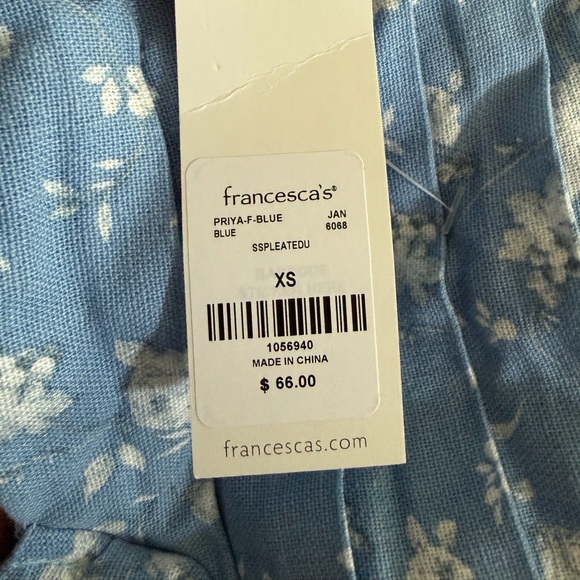 francesca's®
PRIYA-F-BLUE JAN
BLUE 6068
SSPLEATEDU
XS
1056940
MADE IN CHINA
$ 66.00
francescas.com